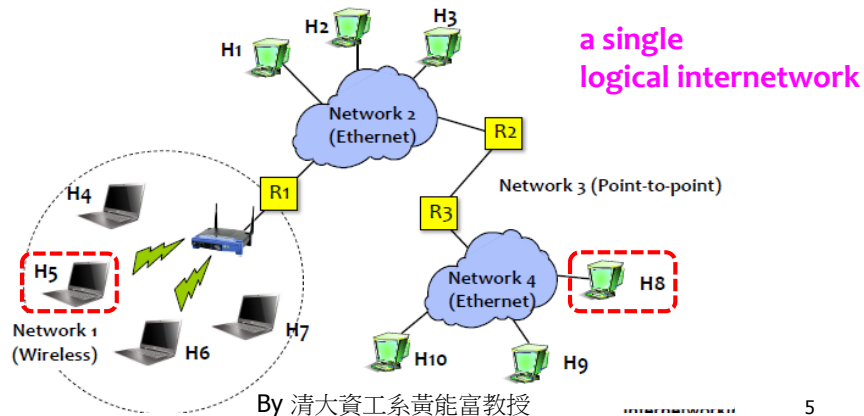 a single
logical internetwork
H1
H2
H3
Network 2
(Ethernet)
R2
R1
Network 3 (Point-to-point)
R3
H4
H5
Network 1
(Wireless)
H6
H7
Network 4
(Ethernet)
H8
H10
H9
By 清大資工系黃能富教授
5